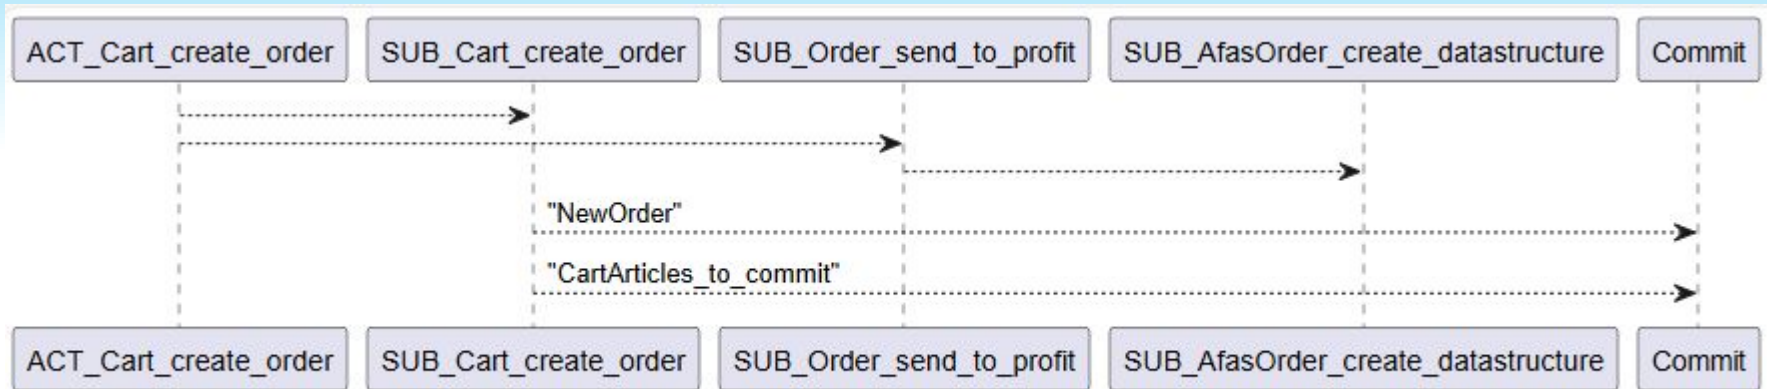 ACT_Cart_create_order
SUB_Cart_create_order
SUB_Order_send_to_profit
SUB_AfasOrder_create_datastructure
Commit
"NewOrder"
"CartArticles_to_commit"
ACT_Cart_create_order
SUB_Cart_create_order
SUB_Order_send_to_profit
SUB_AfasOrder_create_datastructure
Commit